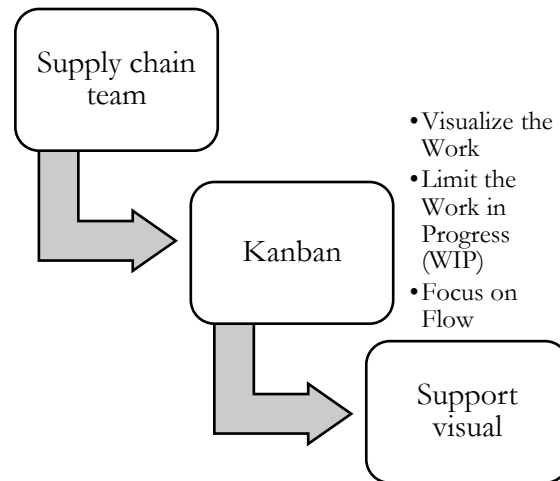 Supply chain
team
•Visualize the
Work
•Limit the
Work in
Progress
(WIP)
•Focus on
Flow
Kanban
Support
visual